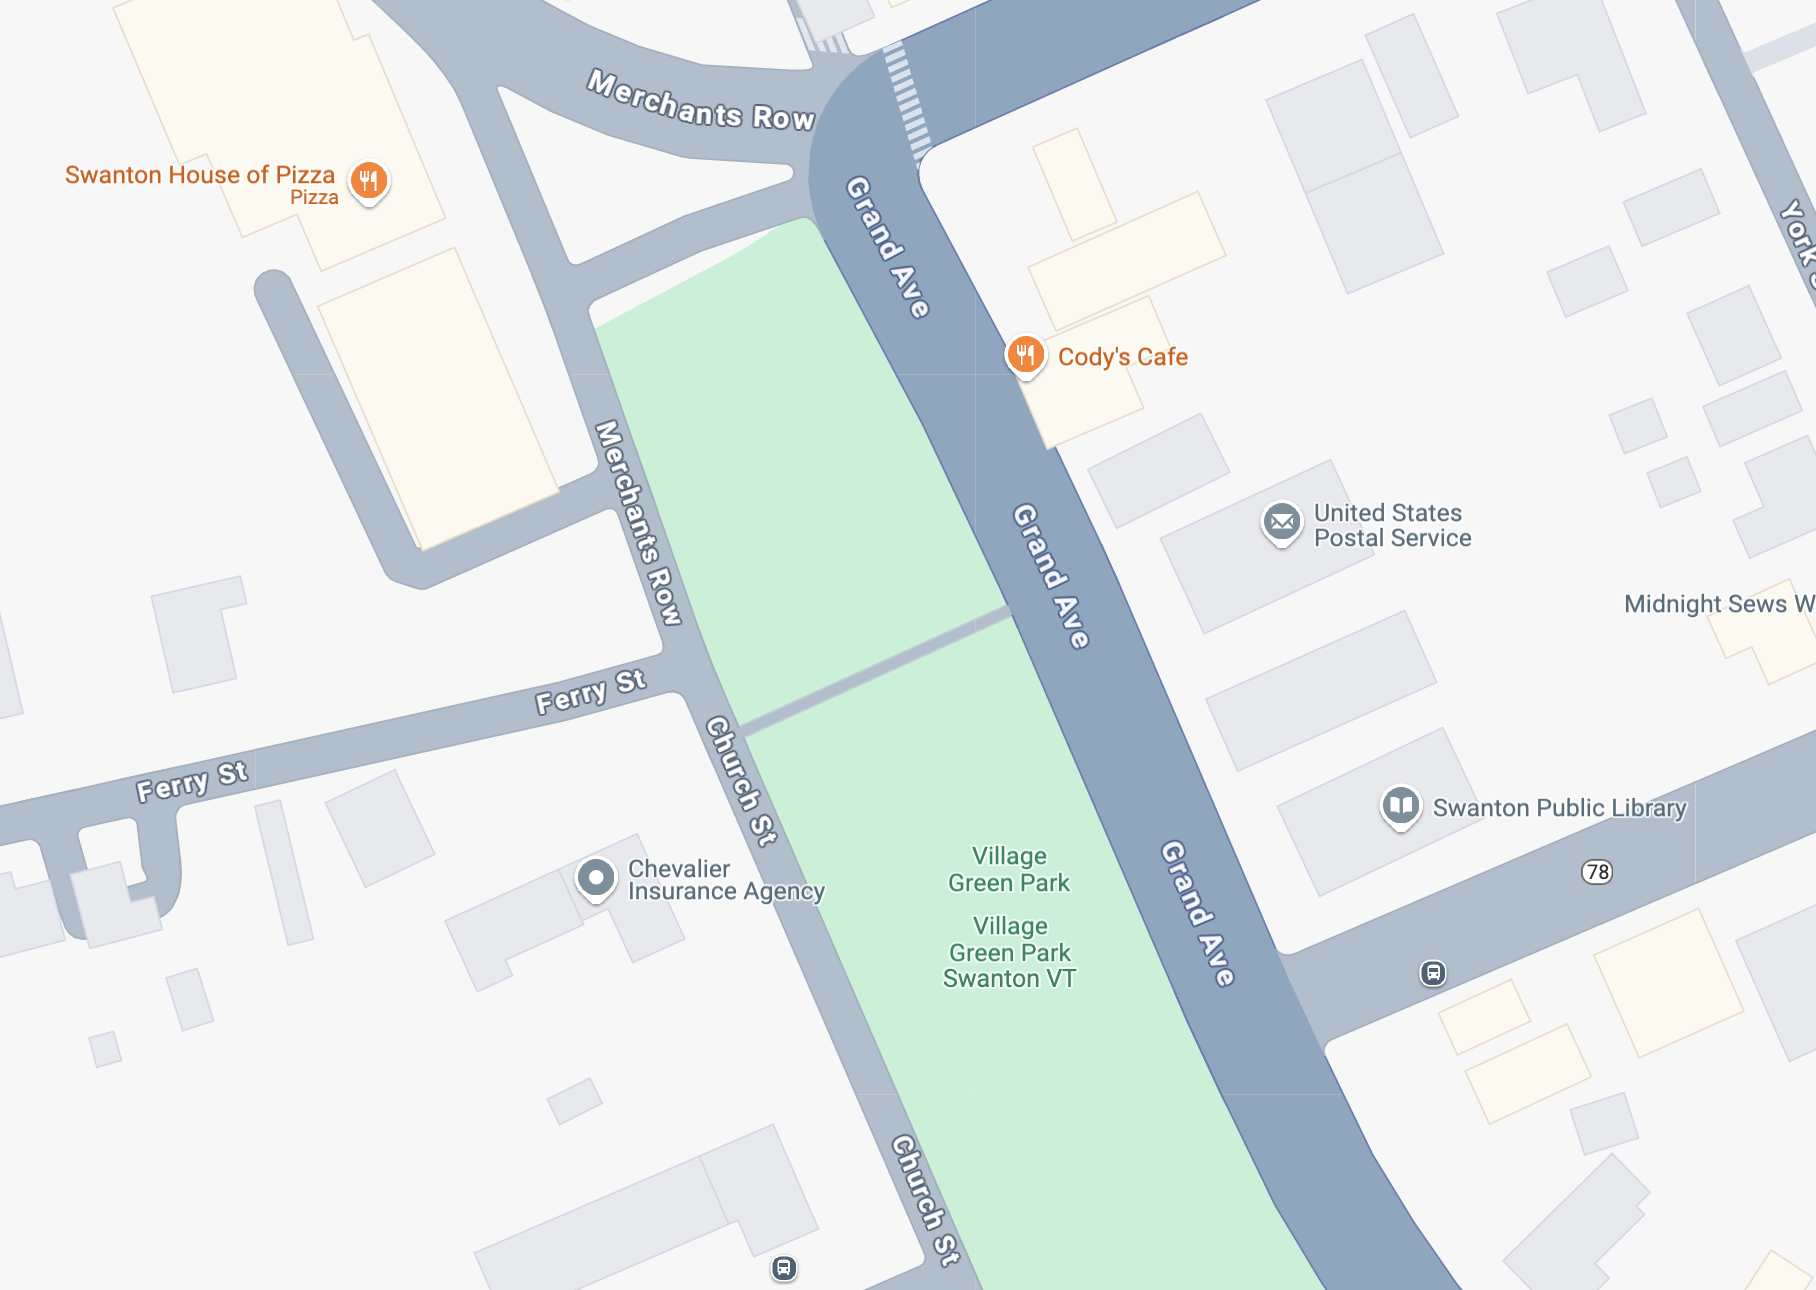 Merchants Row
Swanton House of Pizza
Pizza
Grand Ave
York S
Cody's Cafe
Merchants Row
Grand Ave
United States
Postal Service
Midnight Sews W
Ferry St
Ferry St
Church St
Swanton Public Library
Chevalier
Insurance Agency
Village
Green Park
Village
Green Park
Swanton VT
Grand Ave
78
Church St